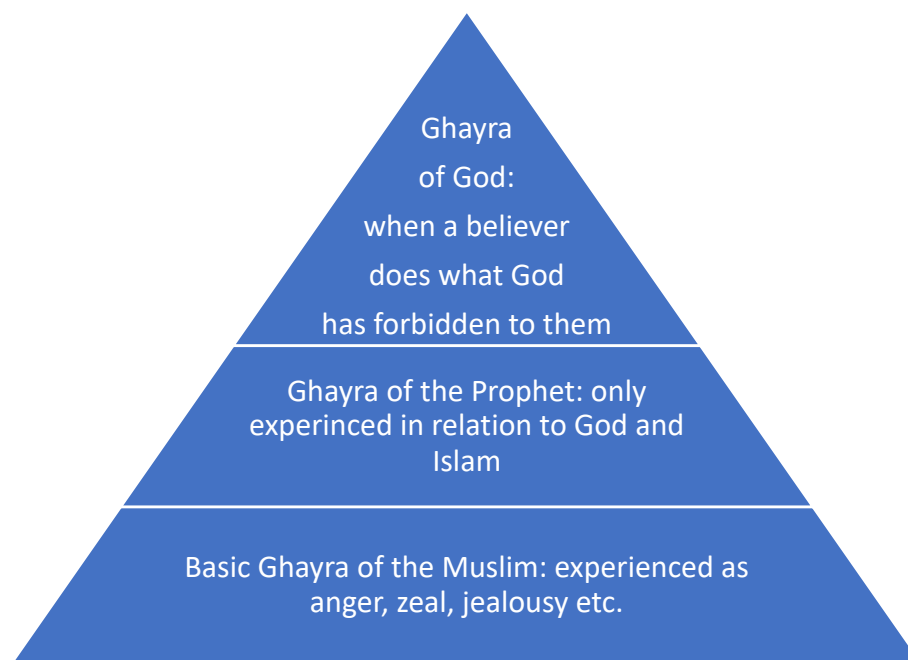 Ghayra
of God:
when a believer
does what God
has forbidden to them
Ghayra of the Prophet: only
experinced in relation to God and
Islam
Basic Ghayra of the Muslim: experienced as
anger, zeal, jealousy etc.